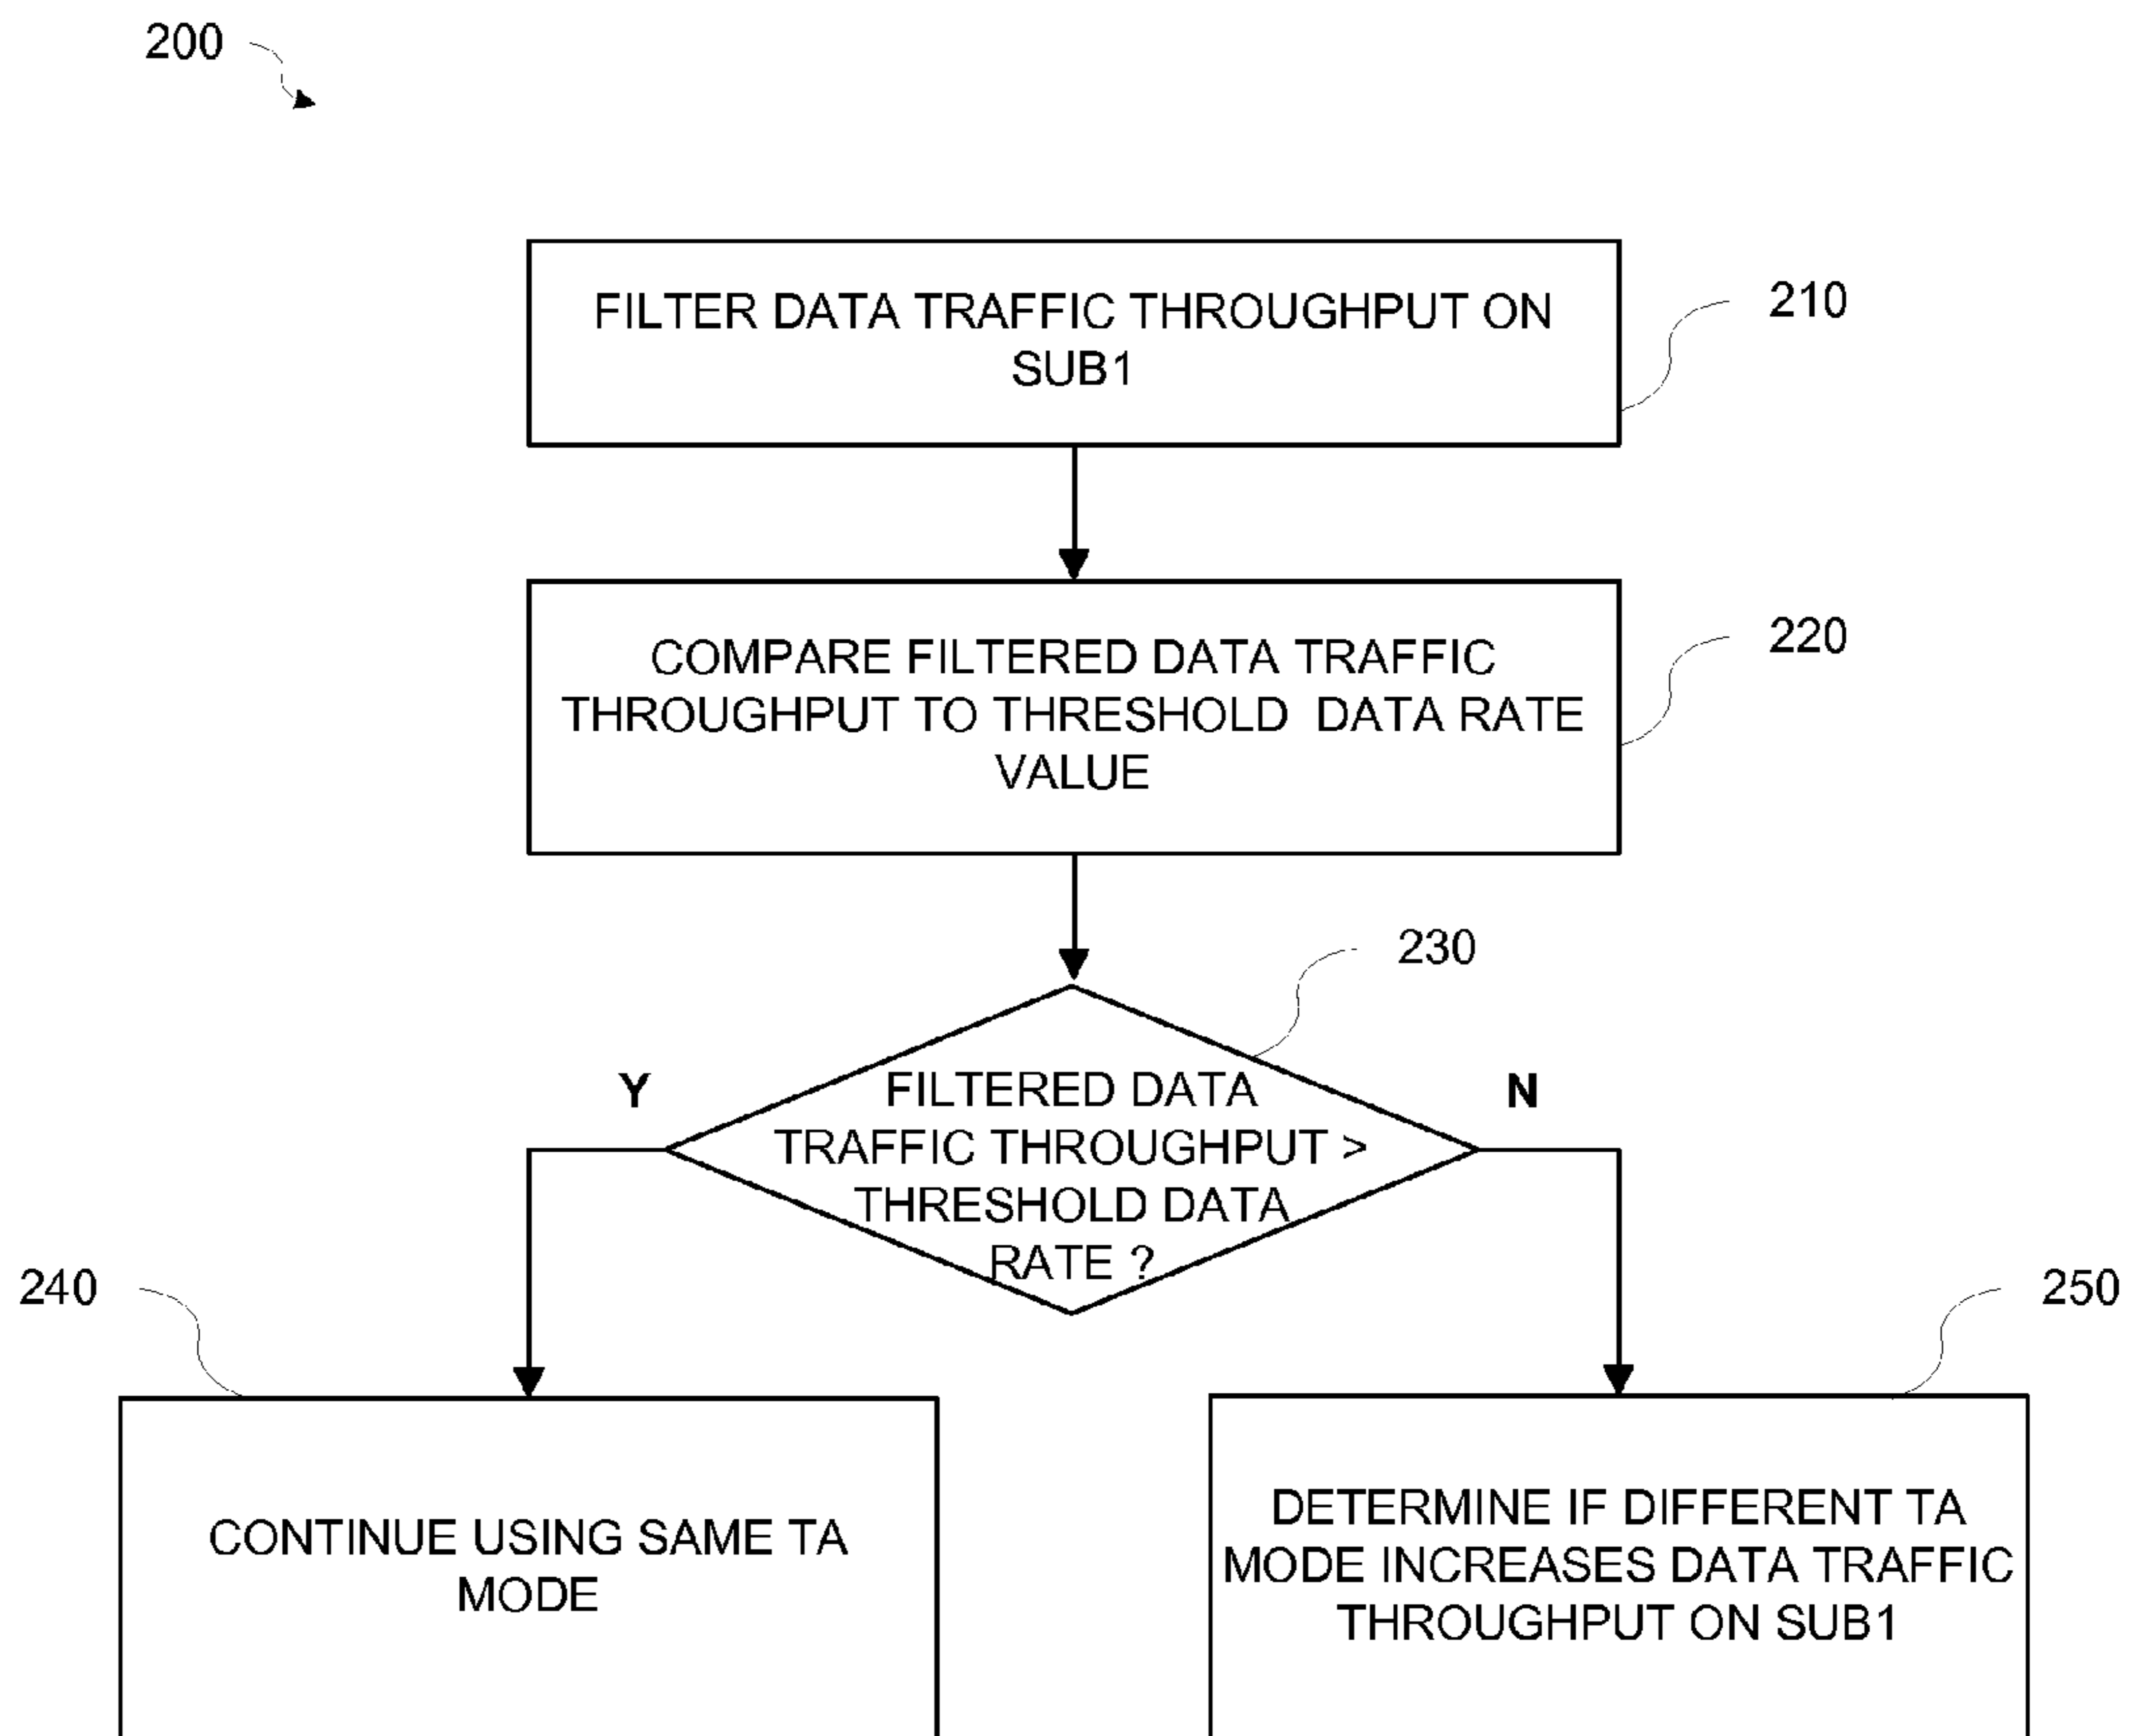 200
FILTER DATA TRAFFIC THROUGHPUT ON
SUB1
210
COMPARE FILTERED DATA TRAFFIC
THROUGHPUT TO THRESHOLD DATA RATE
VALUE
220
230
Y
FILTERED DATA
TRAFFIC THROUGHPUT >
THRESHOLD DATA
RATE ?
N
240
250
CONTINUE USING SAME TA
MODE
DETERMINE IF DIFFERENT TA
MODE INCREASES DATA TRAFFIC
THROUGHPUT ON SUB1